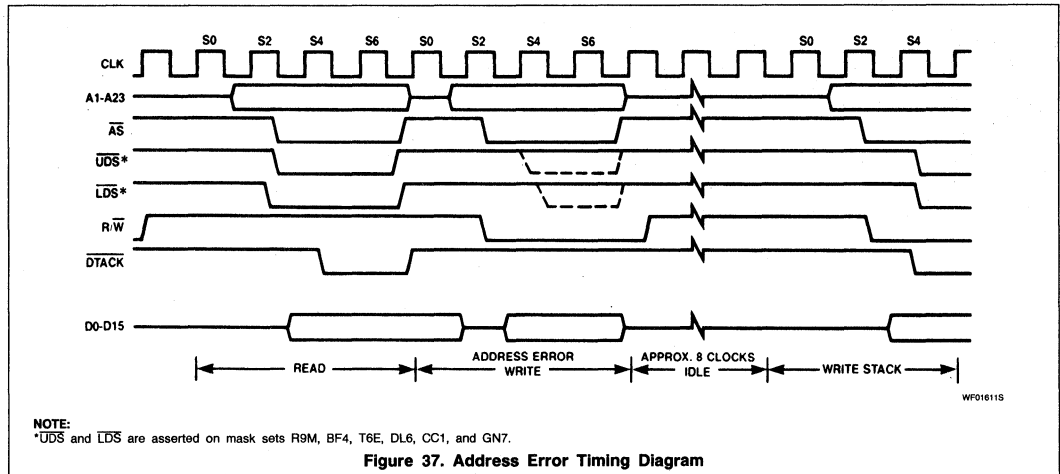 S0 S2 S4 S6 S0 S2 S4 S6 S0 S2 S4
CLK
A1-A23
AS
UDS*
LDS*
R/W
DTACK
D0-D15
READ
ADDRESS ERROR
WRITE
APPROX. 8 CLOCKS
IDLE
WRITE STACK
WF01611S
NOTE:
*UDS and LDS are asserted on mask sets R9M, BF4, T6E, DL6, CC1, and GN7.
Figure 37. Address Error Timing Diagram